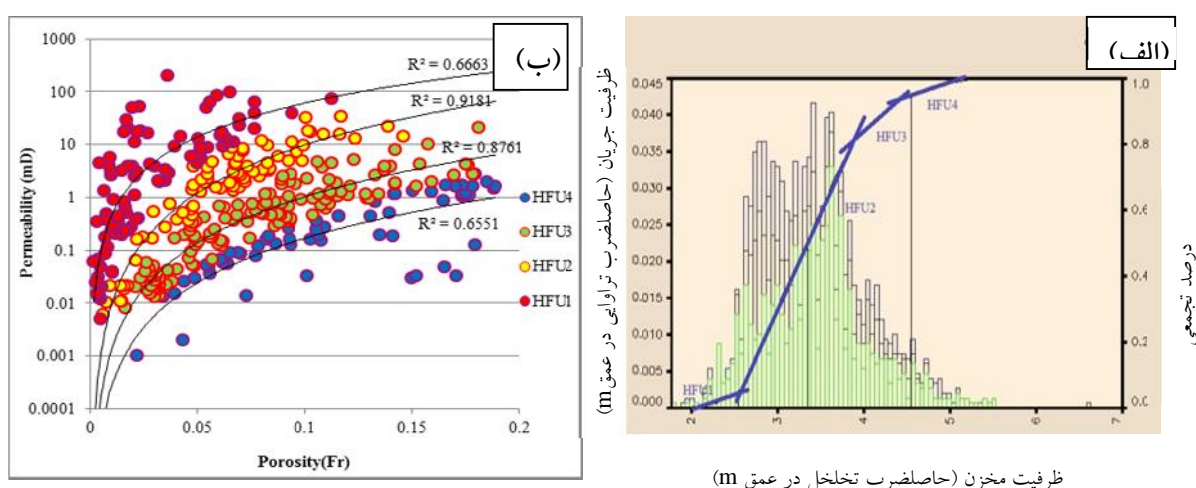 (ب)
1000
100
10
1
0.1
0.01
0.001
0.0001
Permeability (mD)
R² = 0.6663
R² = 0.9181
R² = 0.8761
R² = 0.6551
HFU4
HFU3
HFU2
HFU1
0
0.05
0.1
0.15
0.2
Porosity(Fr)
(الف)
ظرفیت جریان (حاصلضرب تراوایی در عمق m)
0.045
0.040
0.035
0.030
0.025
0.020
0.015
0.010
0.005
0.000
HFU4
HFU3
HFU2
1.0
0.8
0.6
0.4
0.2
درصد تجمعی
2
3
4
5
6
7
ظرفیت مخزن (حاصلضرب تخلخل در عمق m)